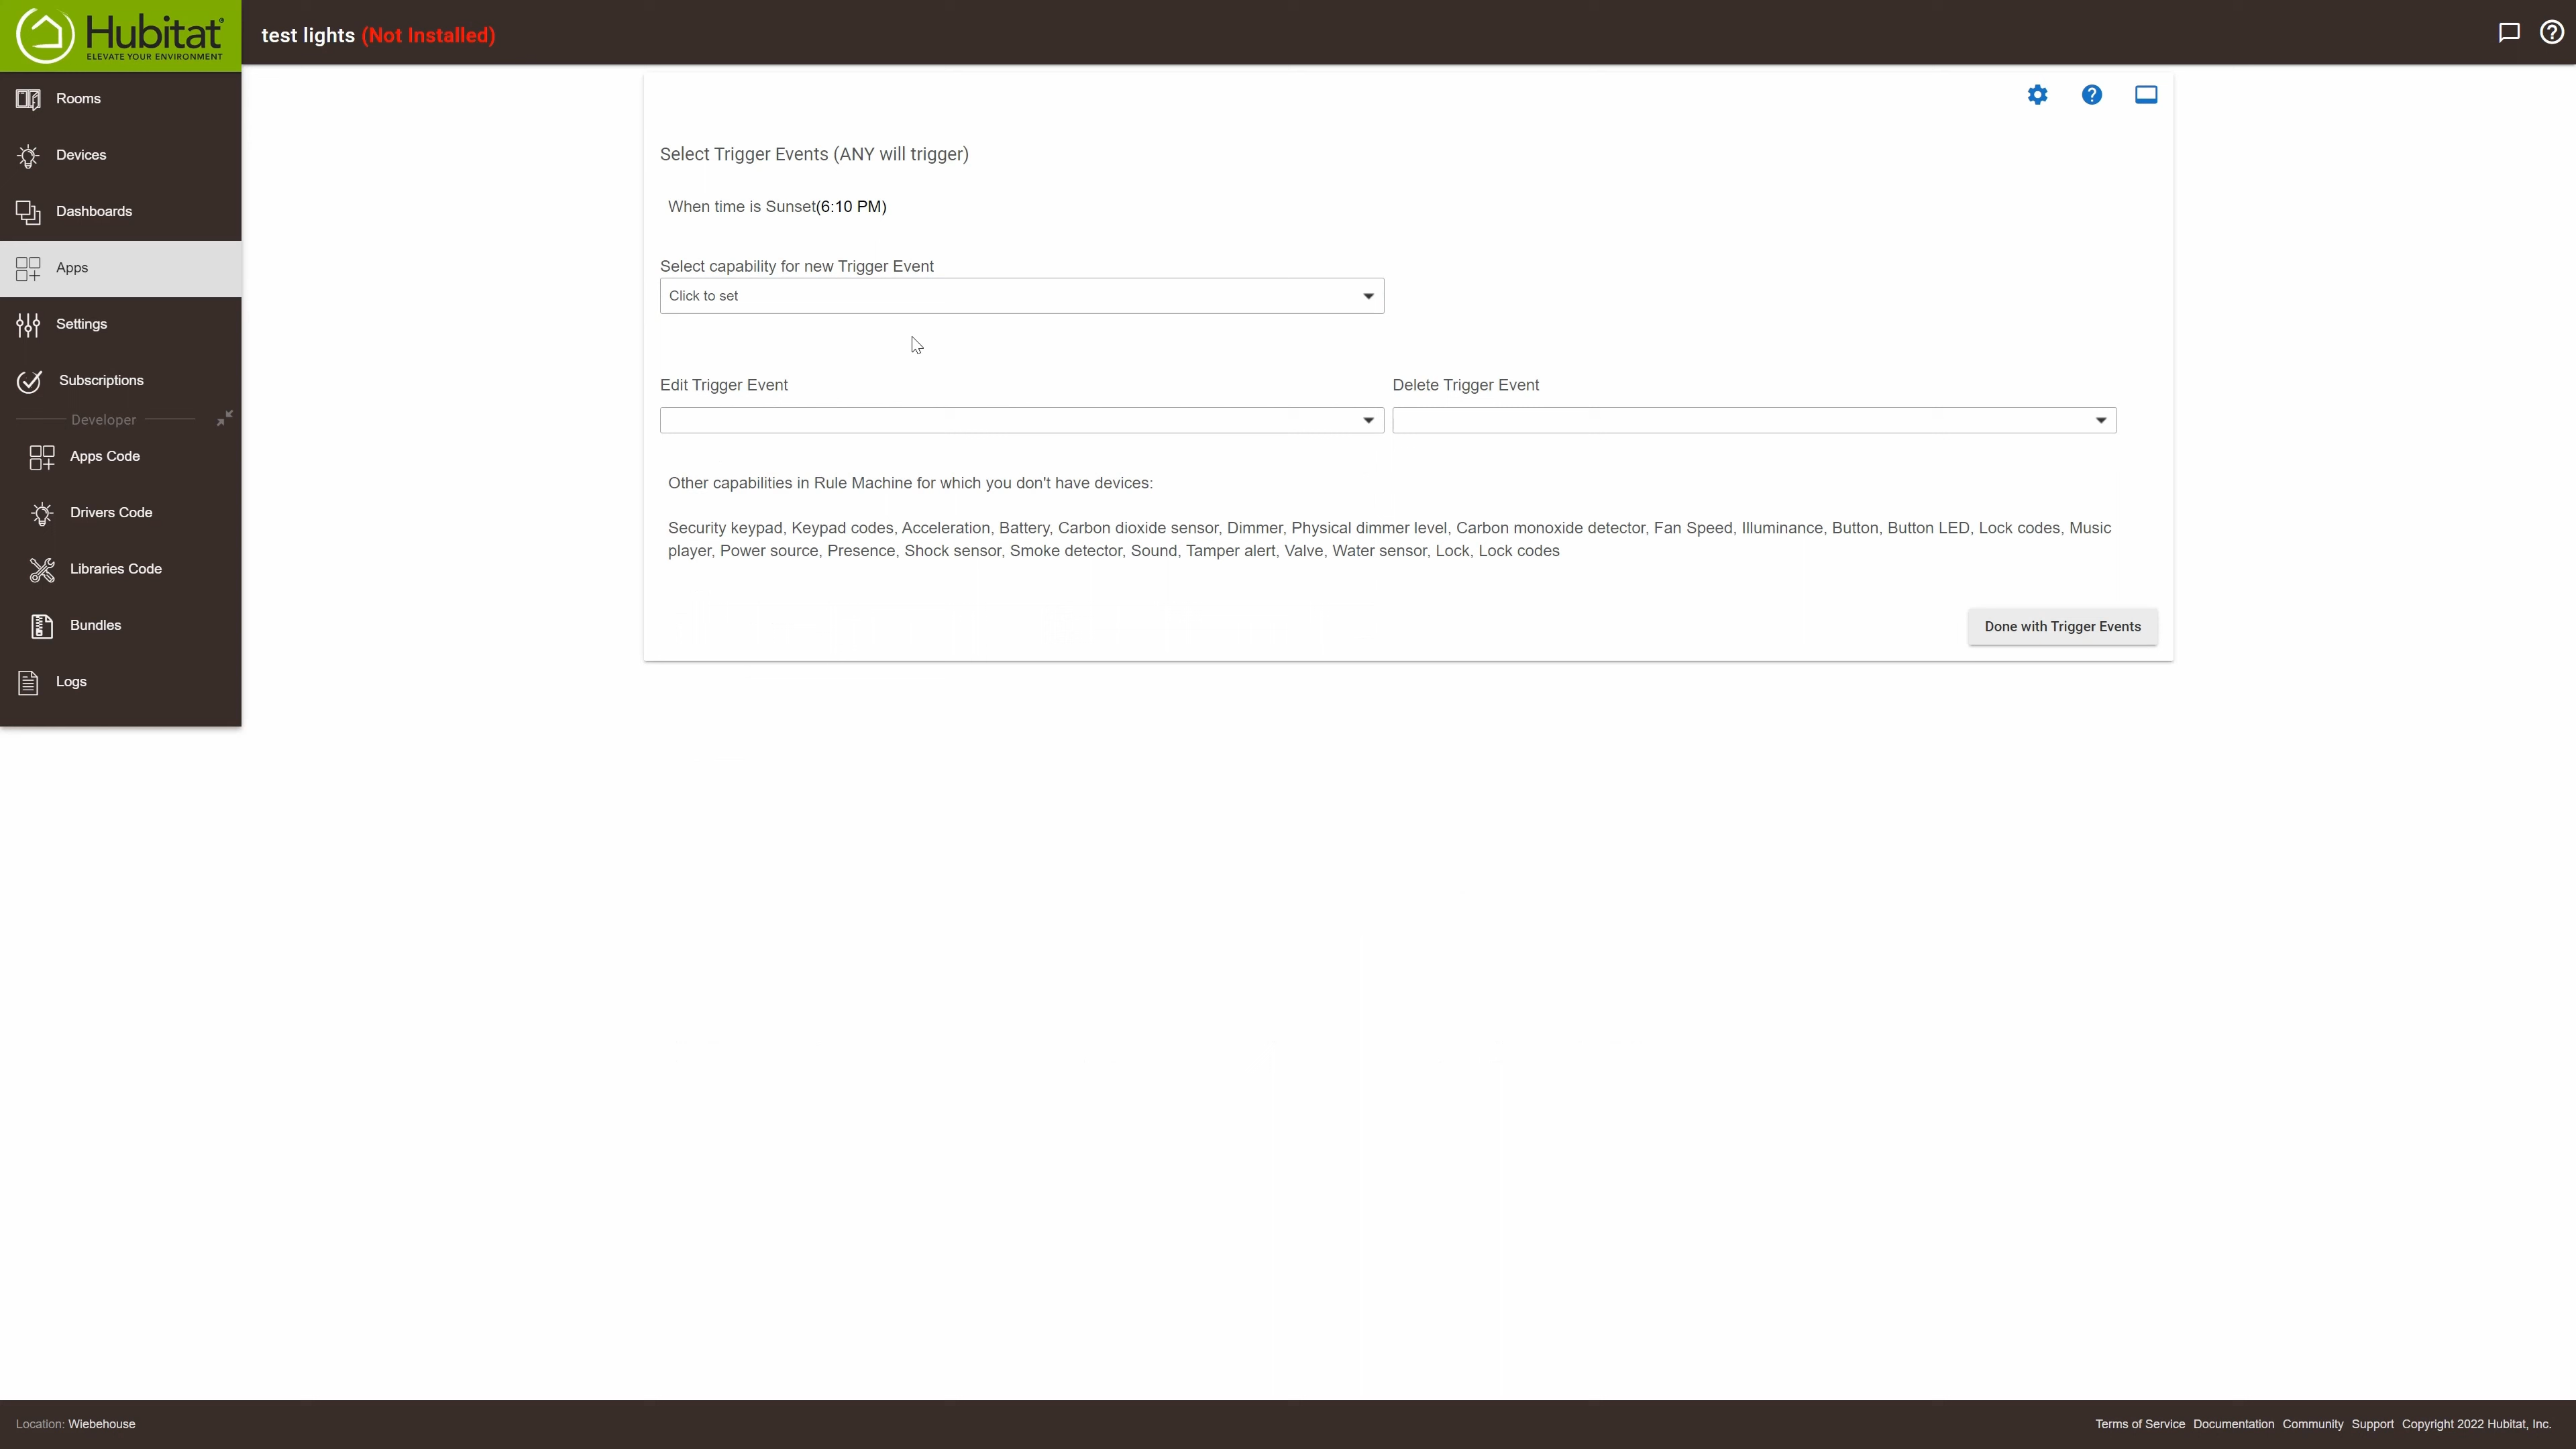 Hubitat®
ELEVATE YOUR ENVIRONMENT
test lights (Not Installed)
Rooms
Devices
Dashboards
Apps
Settings
Subscriptions
Developer
Apps Code
Drivers Code
Libraries Code
Bundles
Logs
Select Trigger Events (ANY will trigger)
When time is Sunset(6:10 PM)
Select capability for new Trigger Event
Click to set
Edit Trigger Event
Delete Trigger Event
Other capabilities in Rule Machine for which you don't have devices:
Security keypad, Keypad codes, Acceleration, Battery, Carbon dioxide sensor, Dimmer, Physical dimmer level, Carbon monoxide detector, Fan Speed, Illuminance, Button, Button LED, Lock codes, Music
player, Power source, Presence, Shock sensor, Smoke detector, Sound, Tamper alert, Valve, Water sensor, Lock, Lock codes
Done with Trigger Events
Location: Wiebehouse
Terms of Service Documentation Community Support Copyright 2022 Hubitat, Inc.